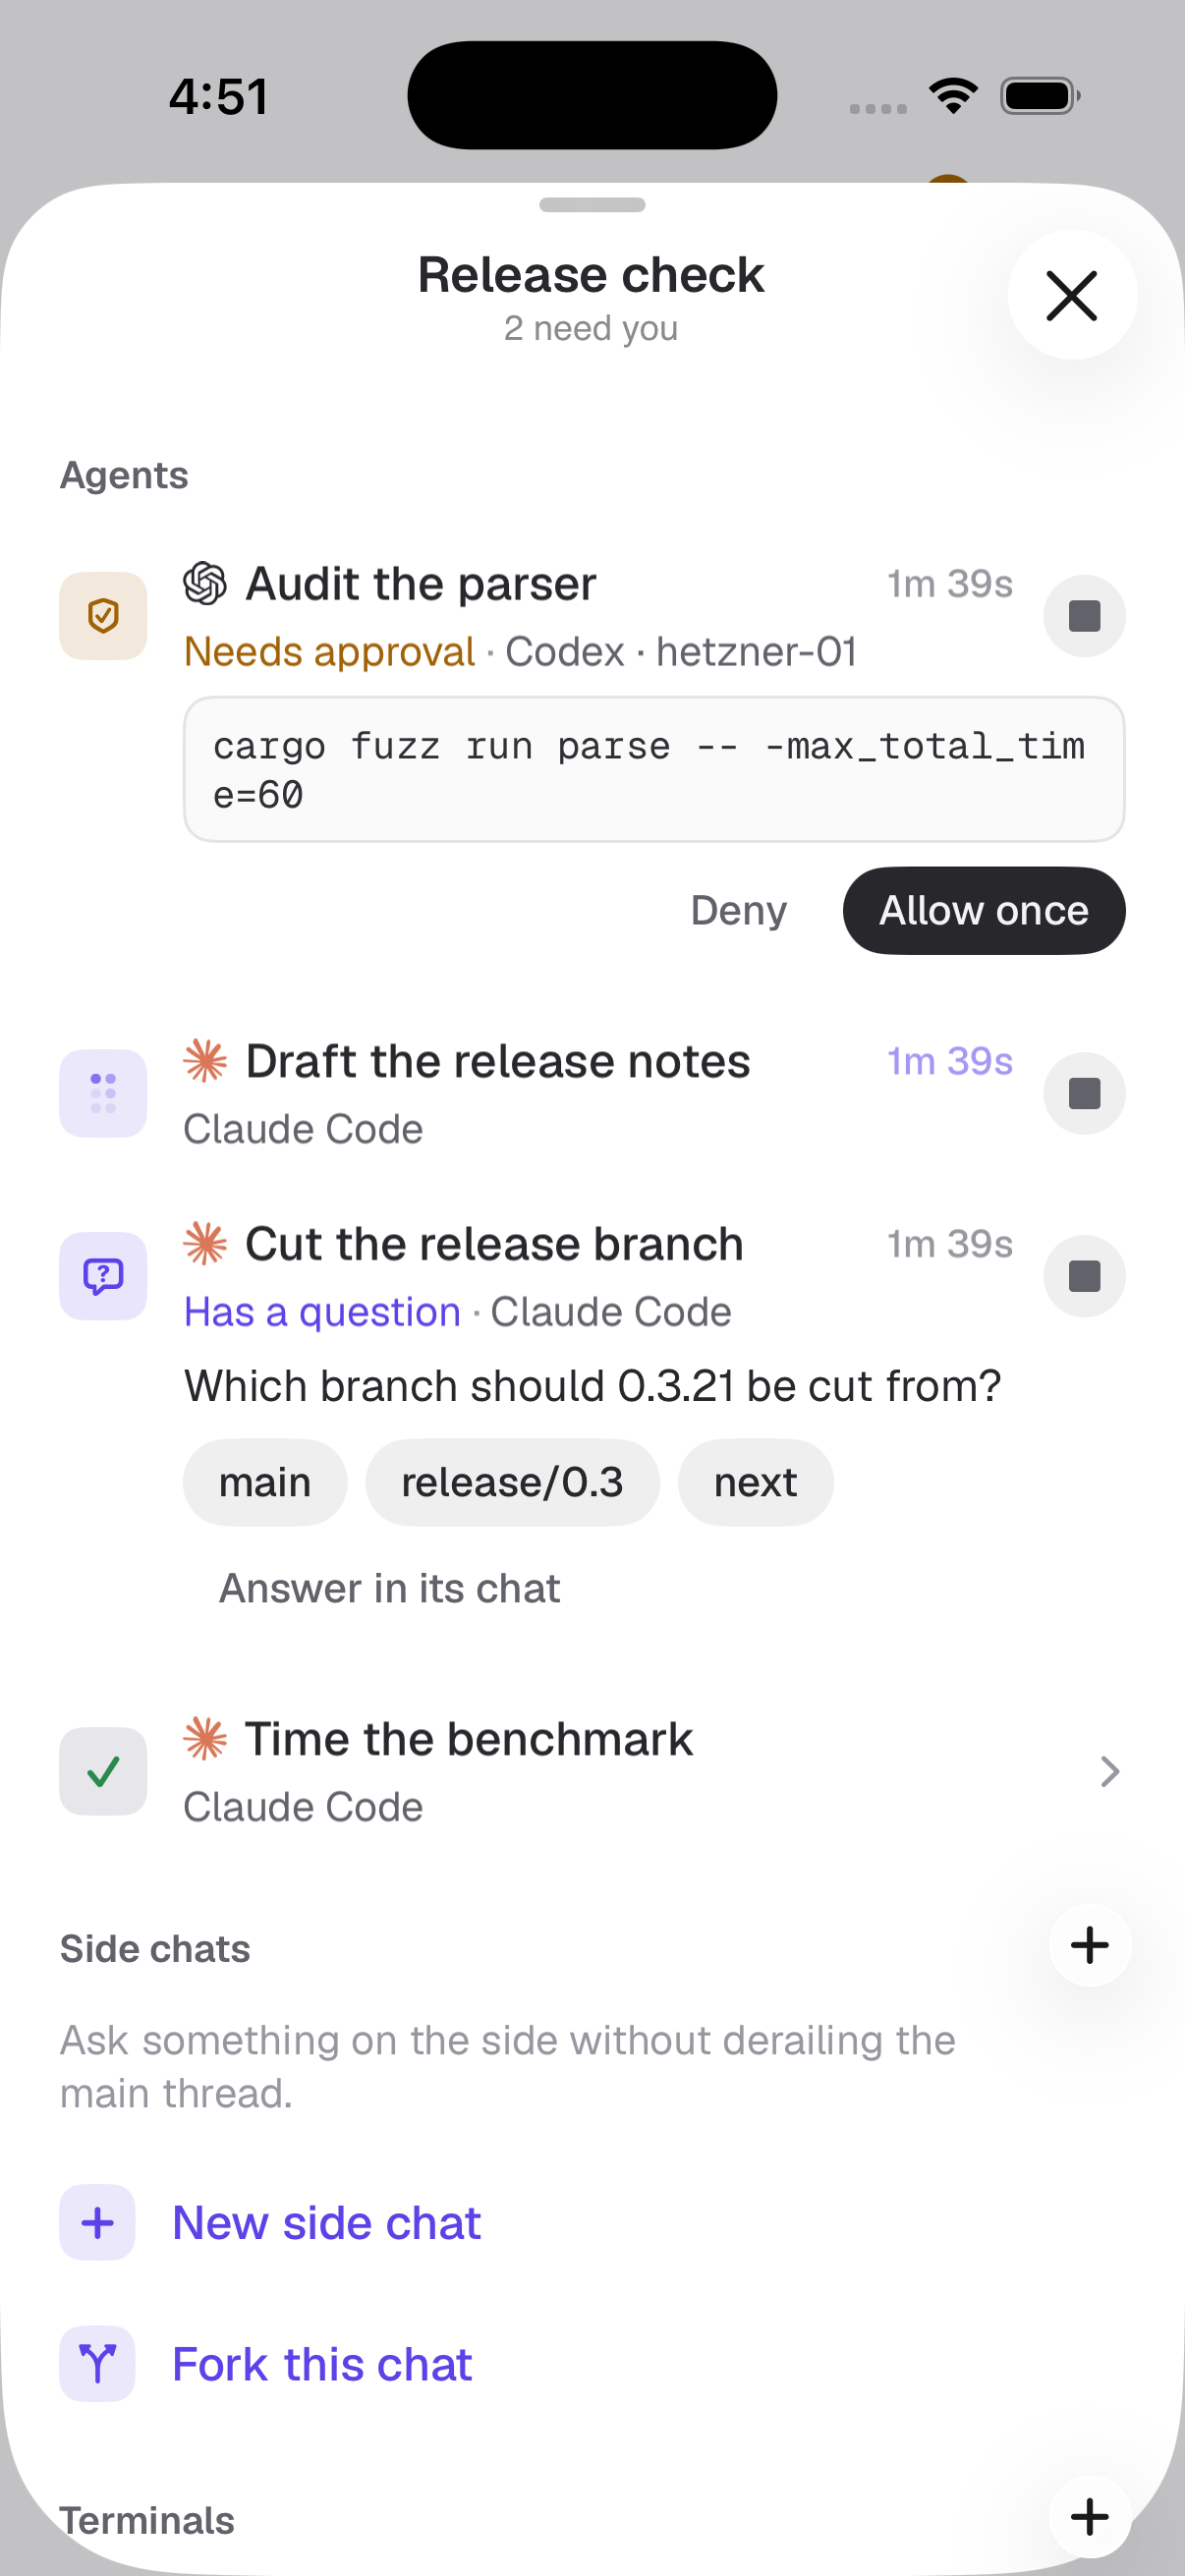 4:51
Release check
2 need you
Agents
Audit the parser
1m 39s
Needs approval · Codex · hetzner-01
cargo fuzz run parse -- -max_total_tim
e=60
Deny
Allow once
Draft the release notes
1m 39s
Claude Code
Cut the release branch
1m 39s
Has a question · Claude Code
Which branch should 0.3.21 be cut from?
main
release/0.3
next
Answer in its chat
Time the benchmark
Claude Code
Side chats
Ask something on the side without derailing the
main thread.
New side chat
Fork this chat
Terminals